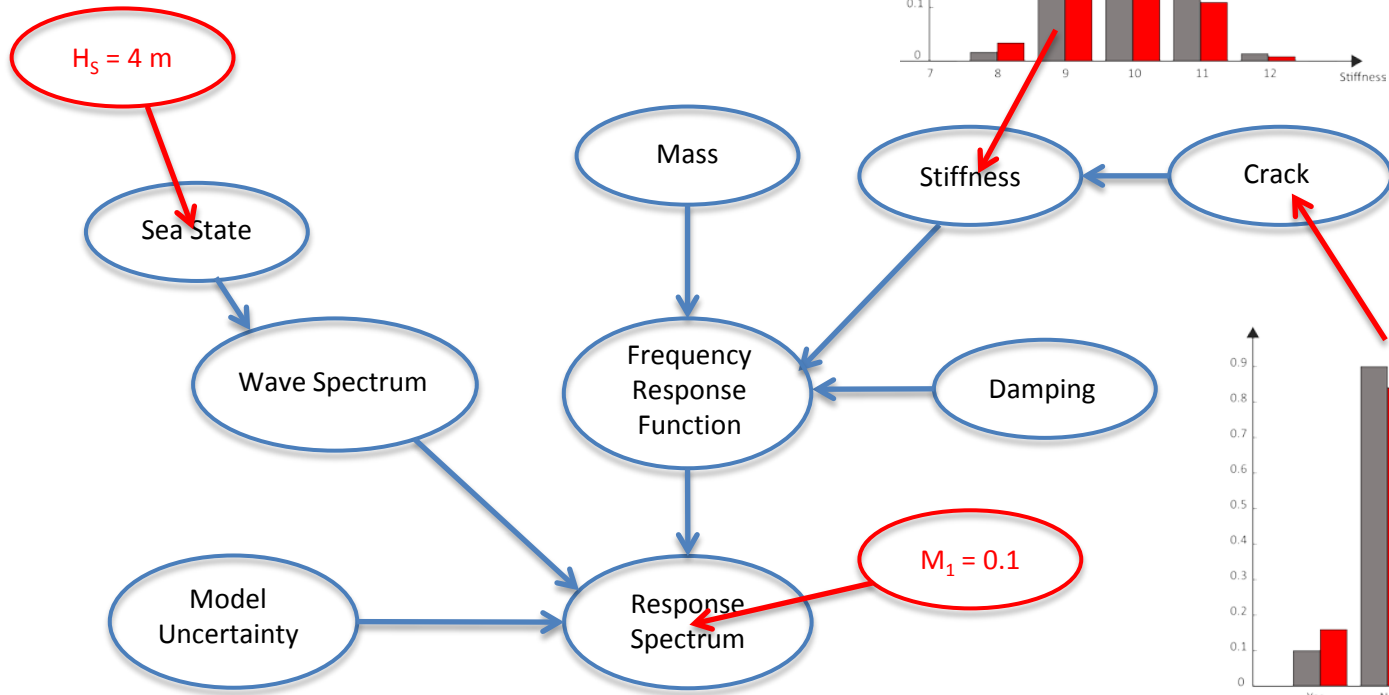 0.1
0
7 8 9 10 11 12
Stiffness
H_S = 4 m
Mass
Stiffness
Crack
Sea State
Frequency
Response
Function
Wave Spectrum
Damping
M_1 = 0.1
Model
Uncertainty
Response
Spectrum
0.9
0.8
0.7
0.6
0.5
0.4
0.3
0.2
0.1
0